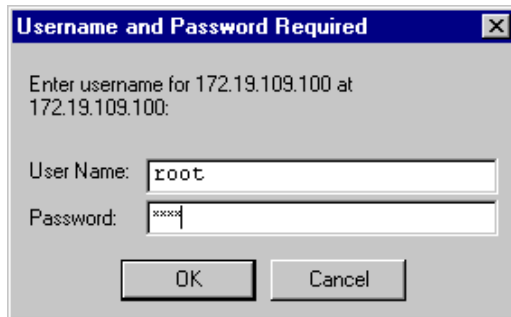 Username and Password Required
Enter username for 172.19.109.100 at
172.19.109.100:
User Name: root
Password: ****
OK Cancel